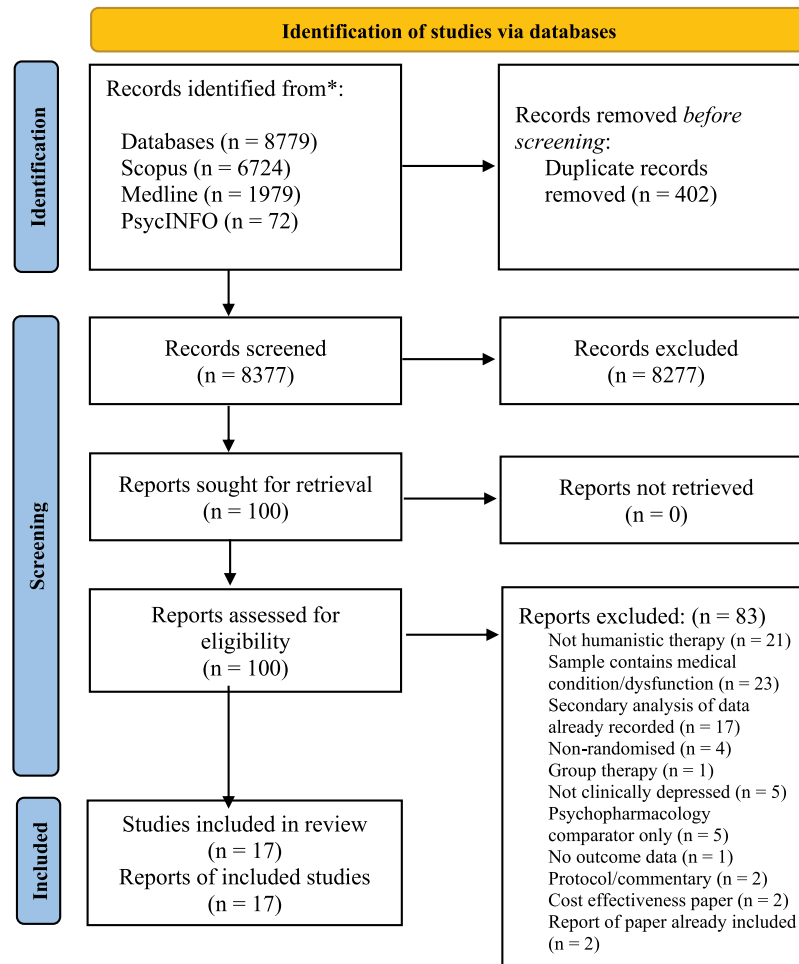 Identification of studies via databases
Identification
Records identified from*:
Databases (n = 8779)
Scopus (n = 6724)
Medline (n = 1979)
PsycINFO (n = 72)
Records removed before
screening:
Duplicate records
removed (n = 402)
Screening
Records screened
(n = 8377)
Records excluded
(n = 8277)
Reports sought for retrieval
(n = 100)
Reports not retrieved
(n = 0)
Reports assessed for
eligibility
(n = 100)
Reports excluded: (n = 83)
Not humanistic therapy (n = 21)
Sample contains medical
condition/dysfunction (n = 23)
Secondary analysis of data
already recorded (n = 17)
Non-randomised (n = 4)
Group therapy (n = 1)
Not clinically depressed (n = 5)
Psychopharmacology
comparator only (n = 5)
No outcome data (n = 1)
Protocol/commentary (n = 2)
Cost effectiveness paper (n = 2)
Report of paper already included
(n = 2)
Included
Studies included in review
(n = 17)
Reports of included studies
(n = 17)